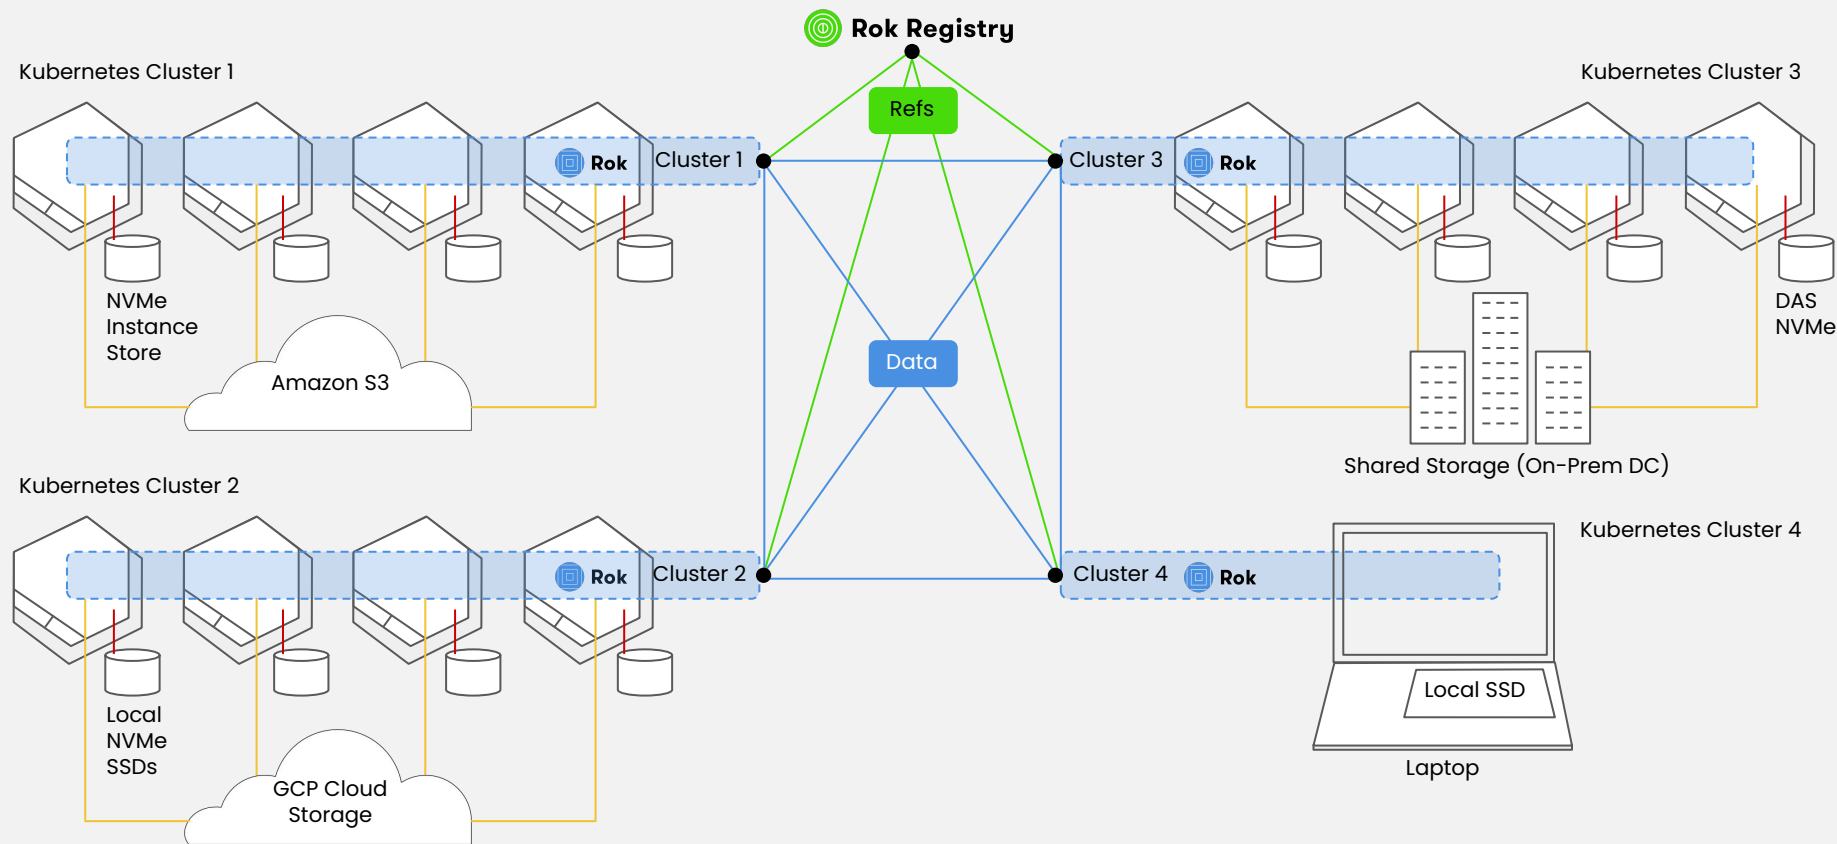 Rok Registry
Refs
Data
Kubernetes Cluster 1
Rok
Cluster 1
NVMe
Instance
Store
Amazon S3
Kubernetes Cluster 3
Cluster 3
Rok
DAS
NVMe
Shared Storage (On-Prem DC)
Kubernetes Cluster 2
Rok
Cluster 2
Local
NVMe
SSDs
GCP Cloud
Storage
Kubernetes Cluster 4
Cluster 4
Rok
Local SSD
Laptop